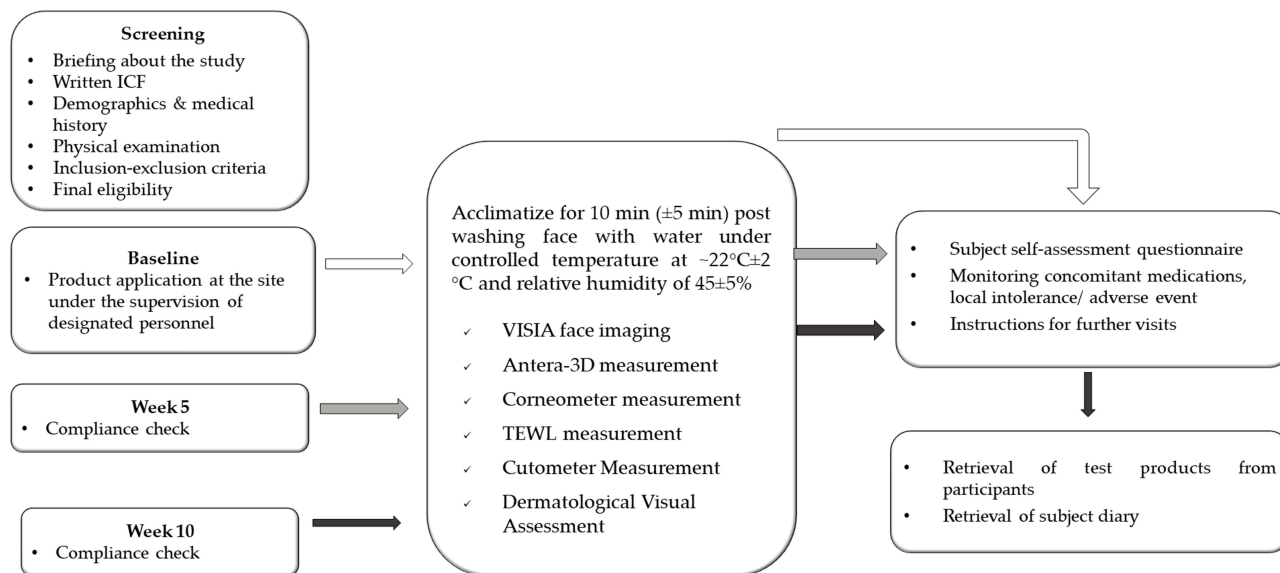 Screening
• Briefing about the study
• Written ICF
• Demographics & medical
history
• Physical examination
• Inclusion-exclusion criteria
• Final eligibility
Baseline
• Product application at the site
under the supervision of
designated personnel
Week 5
• Compliance check
Week 10
• Compliance check
Acclimatize for 10 min (±5 min) post
washing face with water under
controlled temperature at ~22°C±2
°C and relative humidity of 45±5%
✓ VISIA face imaging
✓ Antera-3D measurement
✓ Corneometer measurement
✓ TEWL measurement
✓ Cutometer Measurement
✓ Dermatological Visual
Assessment
• Subject self-assessment questionnaire
• Monitoring concomitant medications,
local intolerance/ adverse event
• Instructions for further visits
• Retrieval of test products from
participants
• Retrieval of subject diary